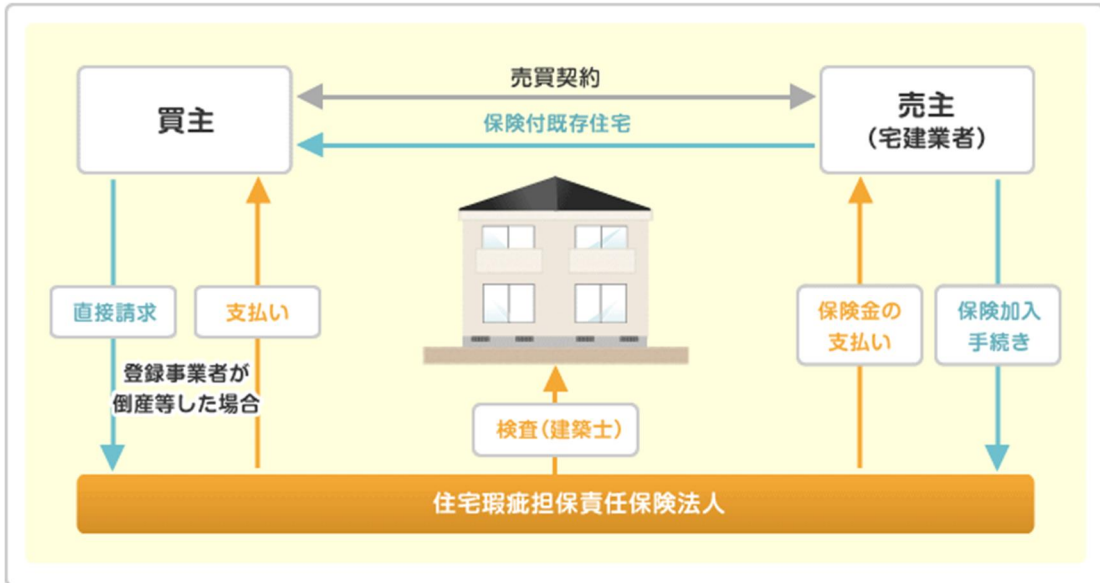 売買契約
買主
売主
(宅建業者)
保険付既存住宅
直接請求
支払い
保険金の
支払い
保険加入
手続き
登録事業者が
倒産等した場合
検査(建築士)
住宅瑕疵担保責任保険法人